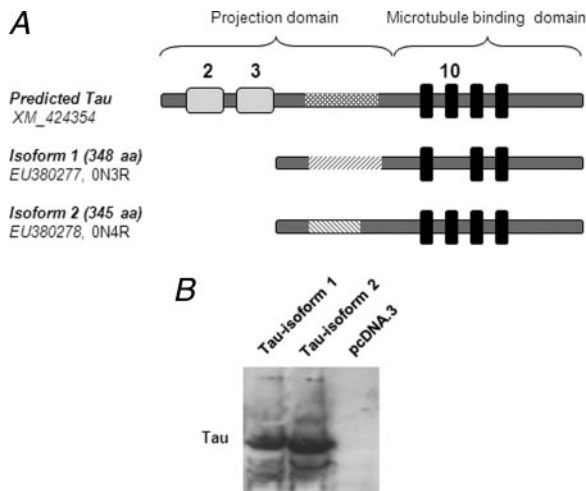 A
Projection domain
Microtubule binding domain
2
3
10
Predicted Tau
XM_424354
Isoform 1 (348 aa)
EU380277, 0N3R
Isoform 2 (345 aa)
EU380278, 0N4R
B
Tau-isoform 1
Tau-isoform 2
pcDNA.3
Tau